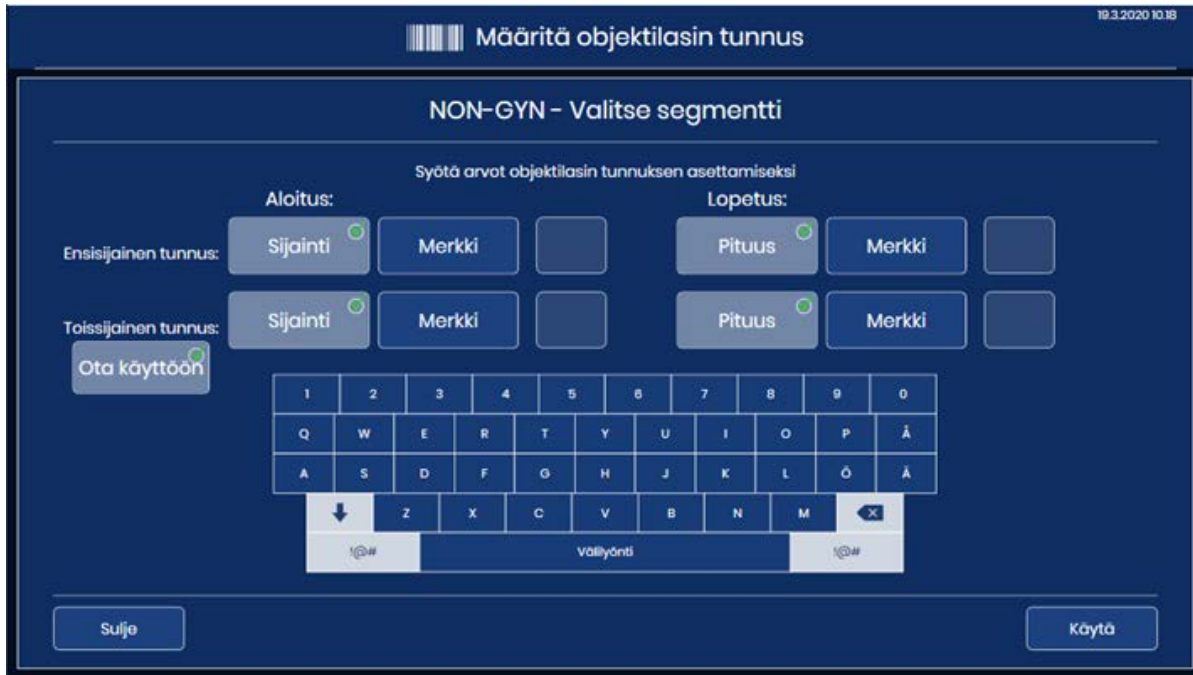 19.3.2020 10.18
Määritä objektilasin tunnus
NON-GYN - Valitse segmentti
Syötä arvot objektilasin tunnuksen asettamiseksi
Aloitus: Lopetus:
Ensisijainen tunnus: Sijainti Merkki Pituus Merkki
Toissijainen tunnus: Sijainti Merkki Pituus Merkki
Ota käyttöön
1 2 3 4 5 6 7 8 9 0
Q W E R T Y U I O P Å
A S D F G H J K L Ö Ä
Z X C V B N M
!@# Välilyönti !@#
Sulje Käytä